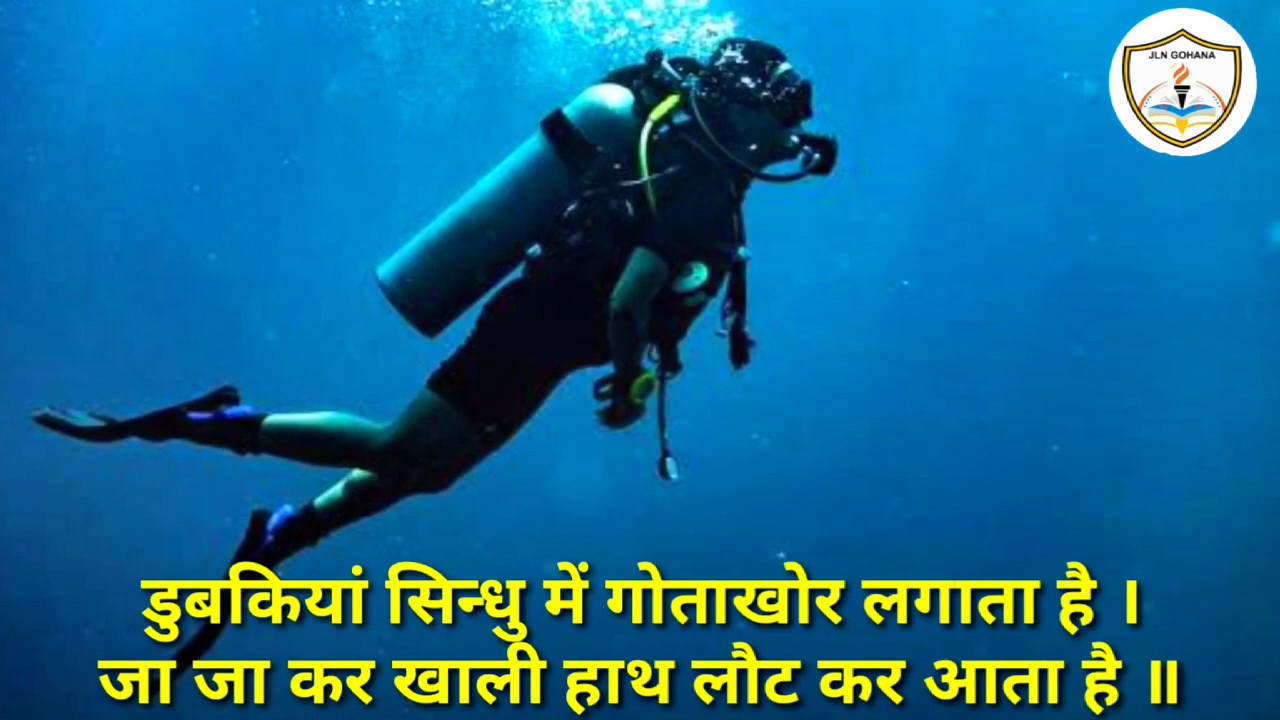 JLN GOHANA
डुबकियां सिन्धु में गोताखोर लगाता है ।
जा जा कर खाली हाथ लौट कर आता है ॥